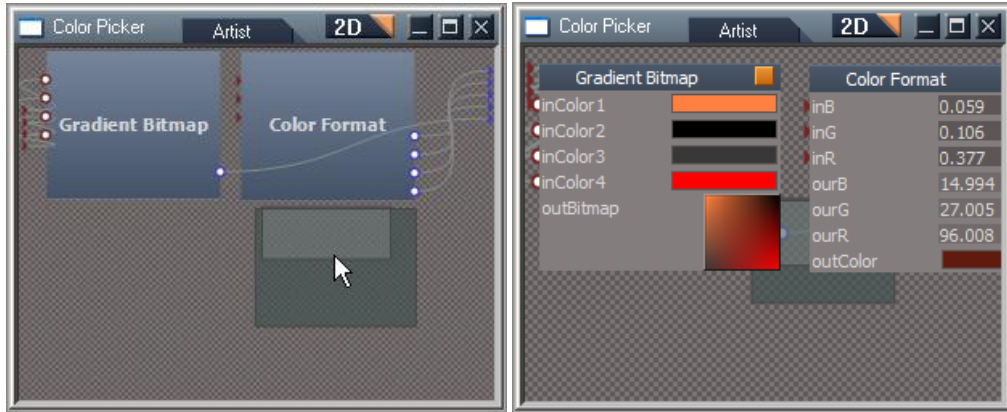 Color Picker Artist 2D
Gradient Bitmap Color Format
Color Picker Artist 2D
Gradient Bitmap
inColor1
inColor2
inColor3
inColor4
outBitmap
Color Format
inB 0.059
inG 0.106
inR 0.377
ourB 14.994
ourG 27.005
ourR 96.008
outColor